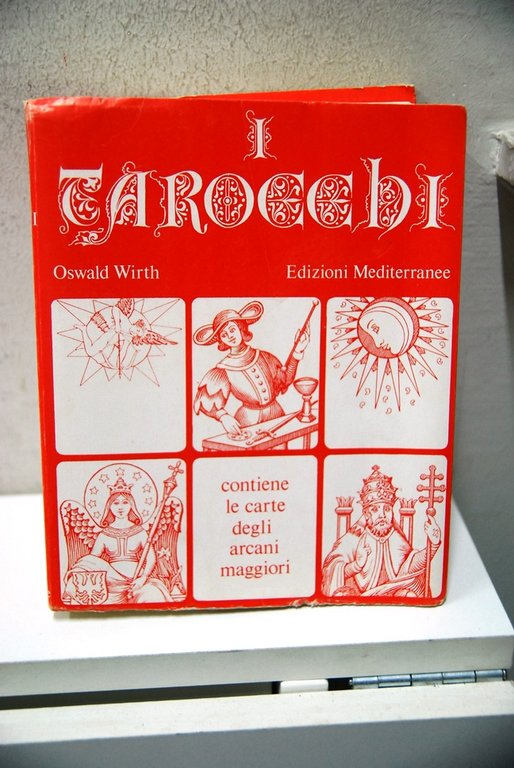 I
TAROCCHI
Oswald Wirth
Edizioni Mediterranee
contiene
le carte
degli
arcani
maggiori